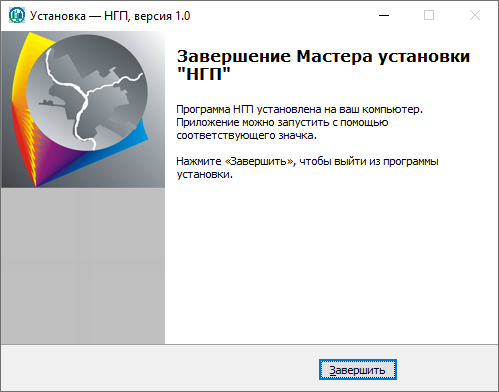 Установка — НГП, версия 1.0
Завершение Мастера установки
"НГП"
Программа НГП установлена на ваш компьютер.
Приложение можно запустить с помощью
соответствующего значка.
Нажмите «Завершить», чтобы выйти из программы
установки.
Завершить